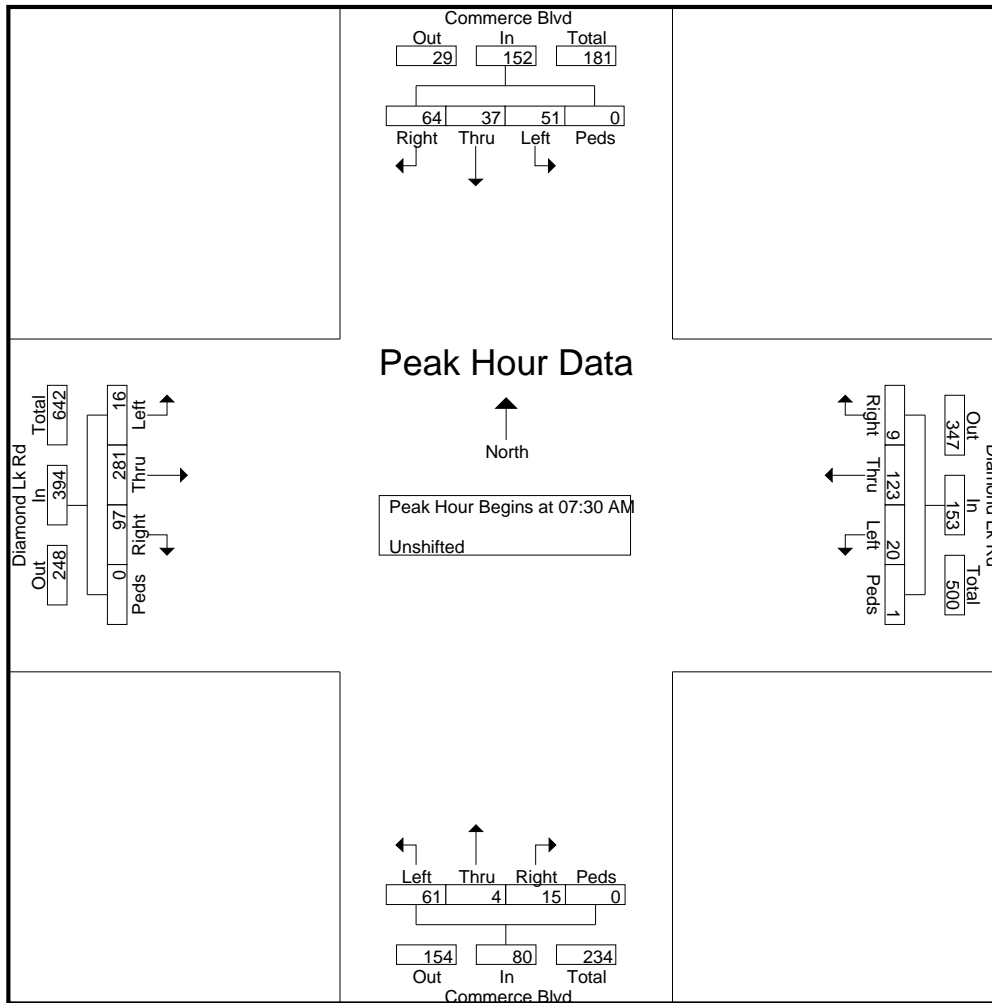 Commerce Blvd
Out In Total
29 152 181
64 37 51 0
Right Thru Left Peds
Peak Hour Data
North
Peak Hour Begins at 07:30 AM
Unshifted
Diamond Lk Rd
Total In Out
642 394 248
16 281 97 0
Left Thru Right Peds
Right Thru Left Peds
9 123 20 1
Out In Total
347 153 500
Diamond Lk Rd
Left Thru Right Peds
61 4 15 0
154 80 234
Out In Total
Commerce Blvd